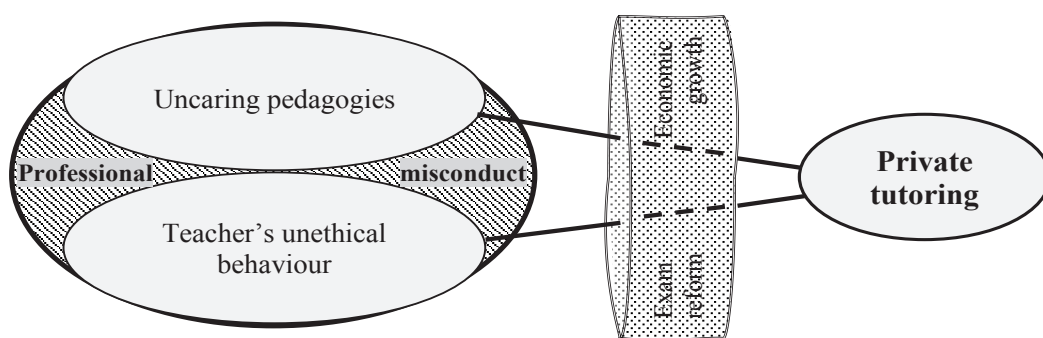 Uncaring pedagogies
Professional misconduct
Teacher’s unethical
behaviour
Economic
growth
Exam
reform
Private
tutoring